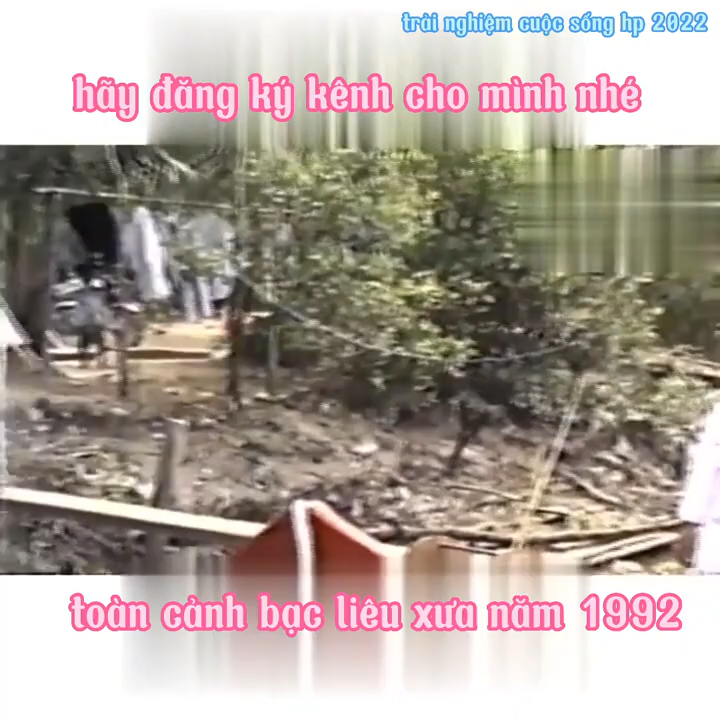 trải nghiệm cuộc sống hp 2022
hãy đăng ký kênh cho mình nhé
toàn cảnh bạc liêu xưa năm 1992